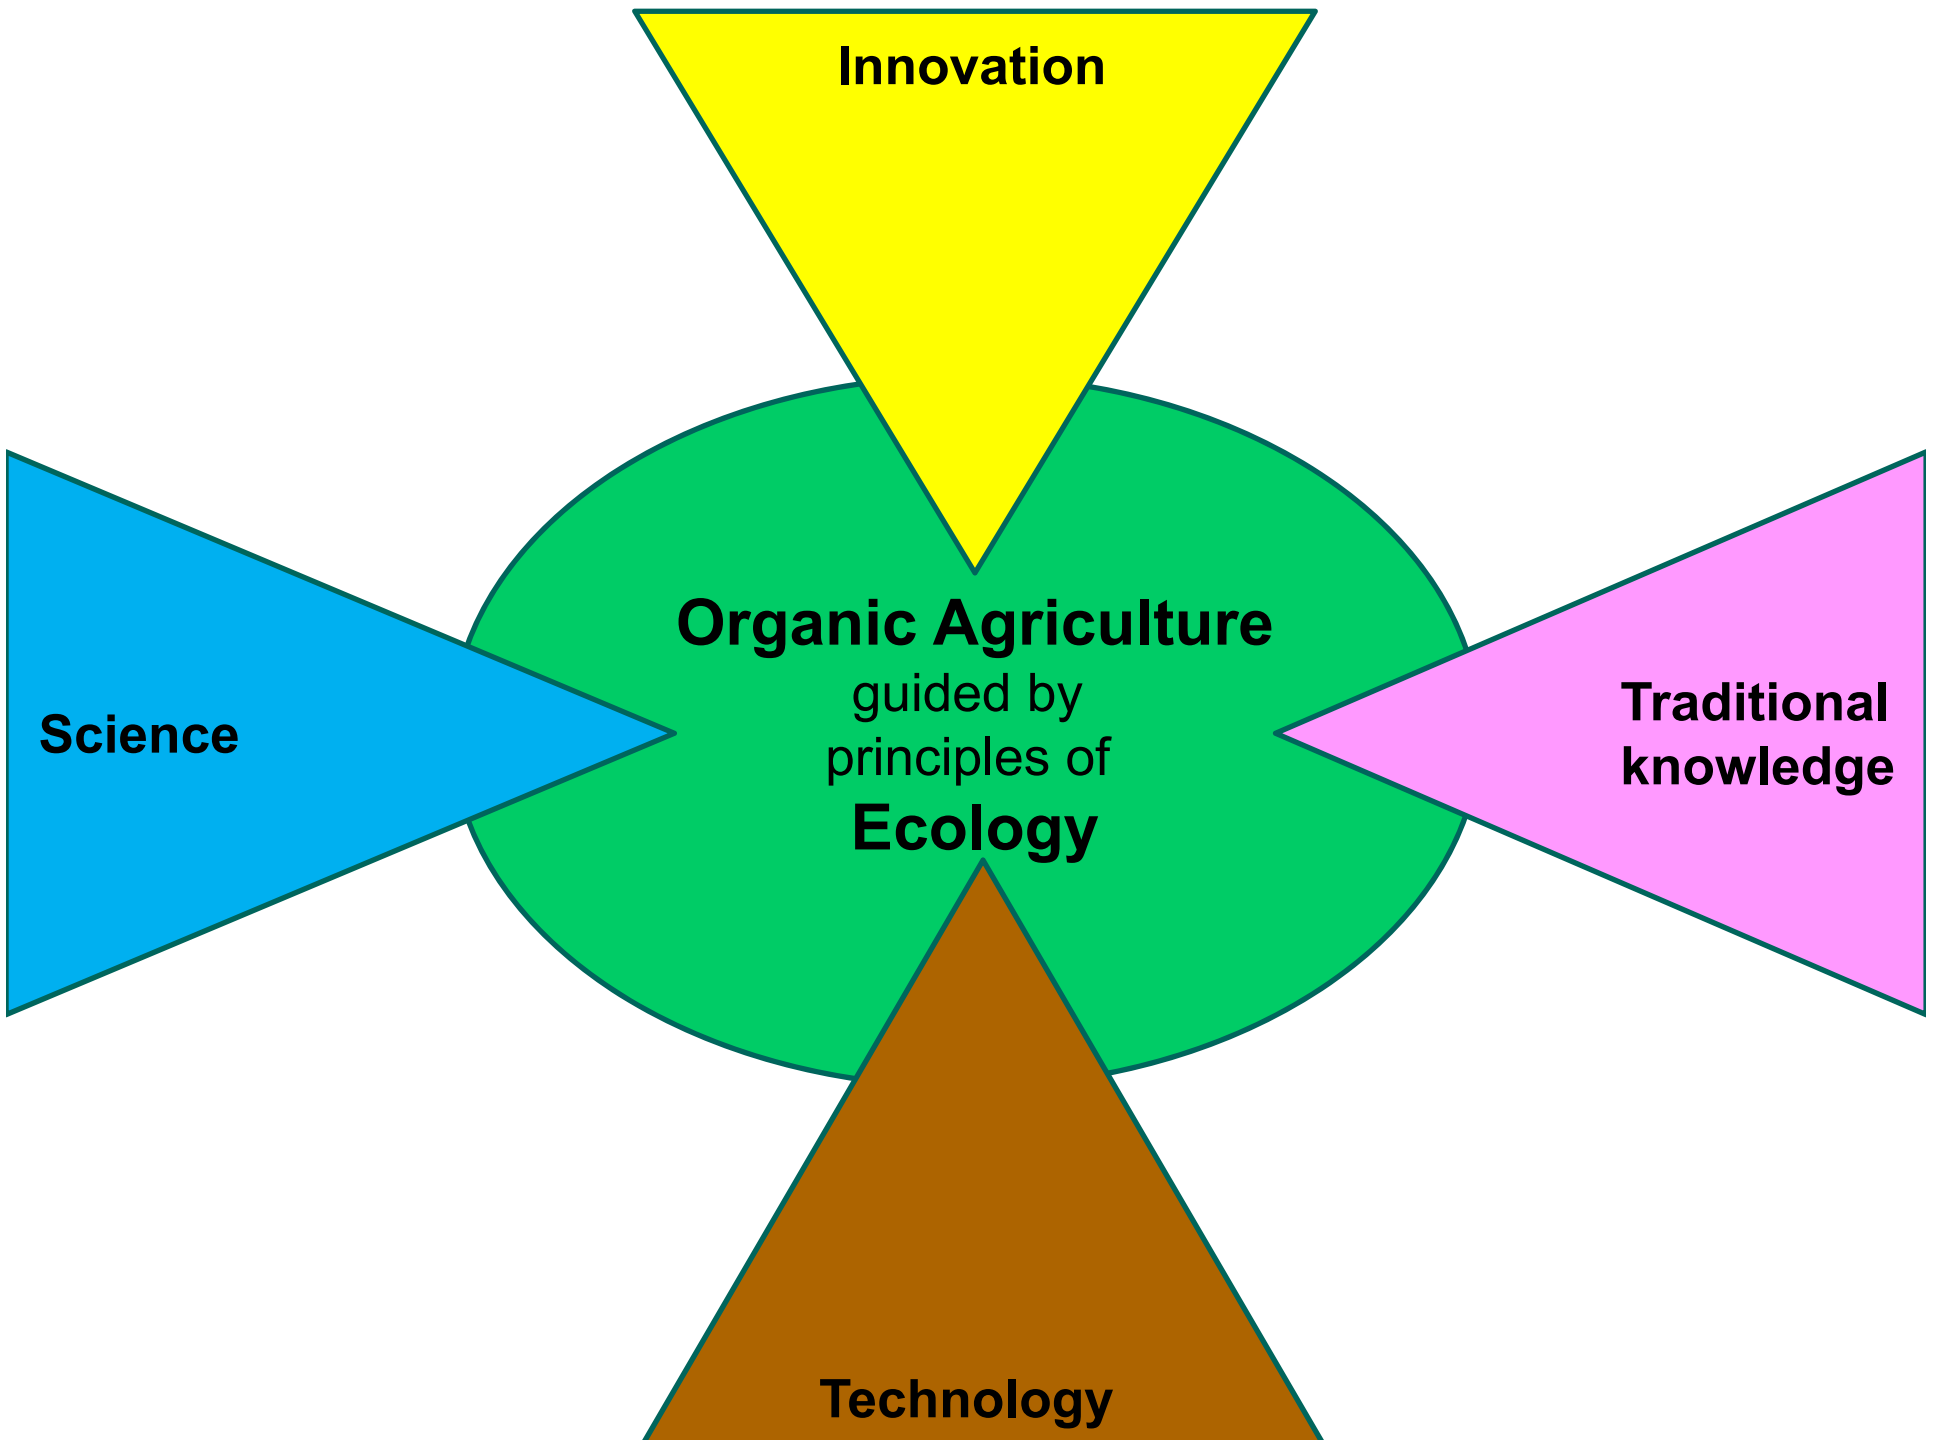 Innovation
Organic Agriculture
guided by
principles of
Ecology
Science
Traditional
knowledge
Technology